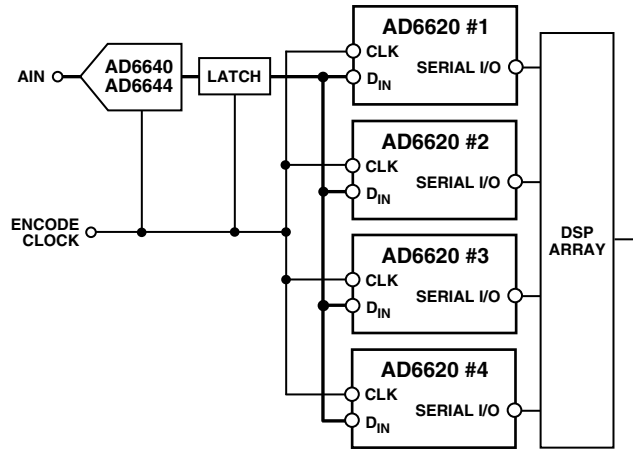 AIN
AD6640
AD6644
LATCH
ENCODE
CLOCK
AD6620 #1
CLK
SERIAL I/O
DIN
AD6620 #2
CLK
SERIAL I/O
DIN
AD6620 #3
CLK
SERIAL I/O
DIN
AD6620 #4
CLK
SERIAL I/O
DIN
DSP
ARRAY